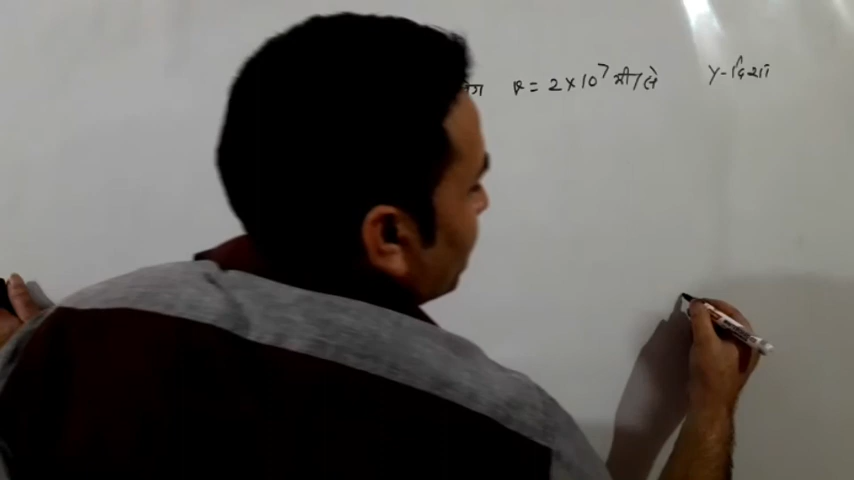 v = 2 × 10⁷ मी/से Y-दिशा